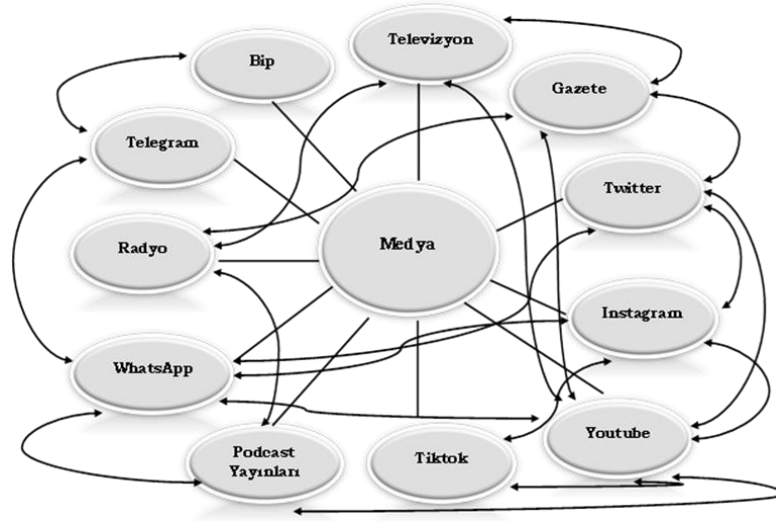 Televizyon
Bip
Gazete
Telegram
Twitter
Radyo
Medya
Instagram
WhatsApp
Youtube
Podcast
Yayınları
Tiktok